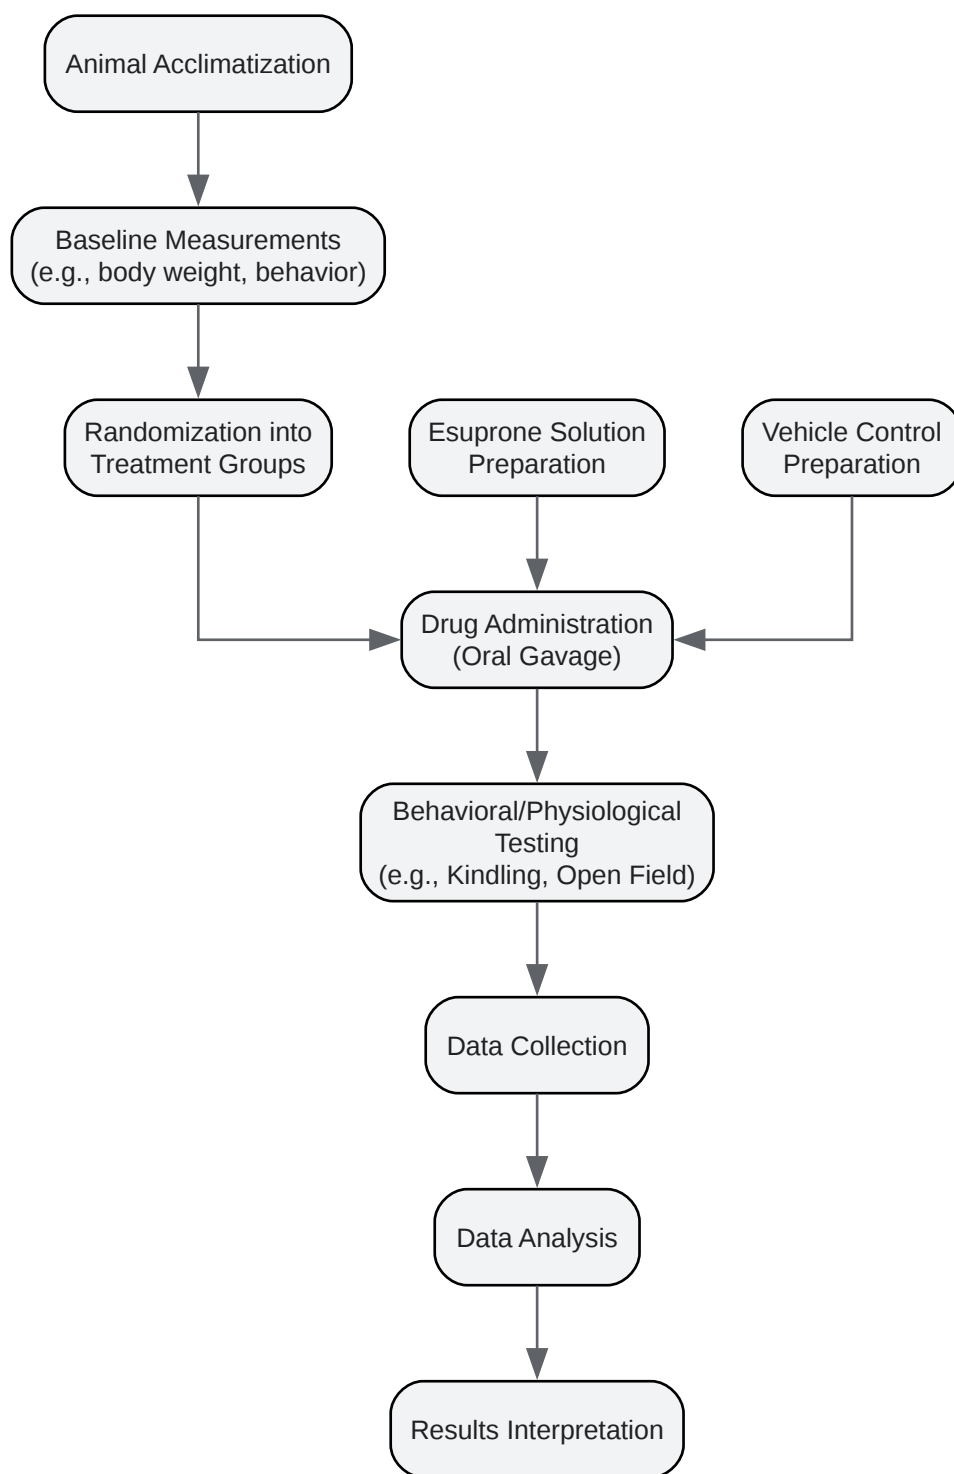 Animal Acclimatization
Baseline Measurements
(e.g., body weight, behavior)
Randomization into
Treatment Groups
Esuprone Solution
Preparation
Vehicle Control
Preparation
Drug Administration
(Oral Gavage)
Behavioral/Physiological
Testing
(e.g., Kindling, Open Field)
Data Collection
Data Analysis
Results Interpretation